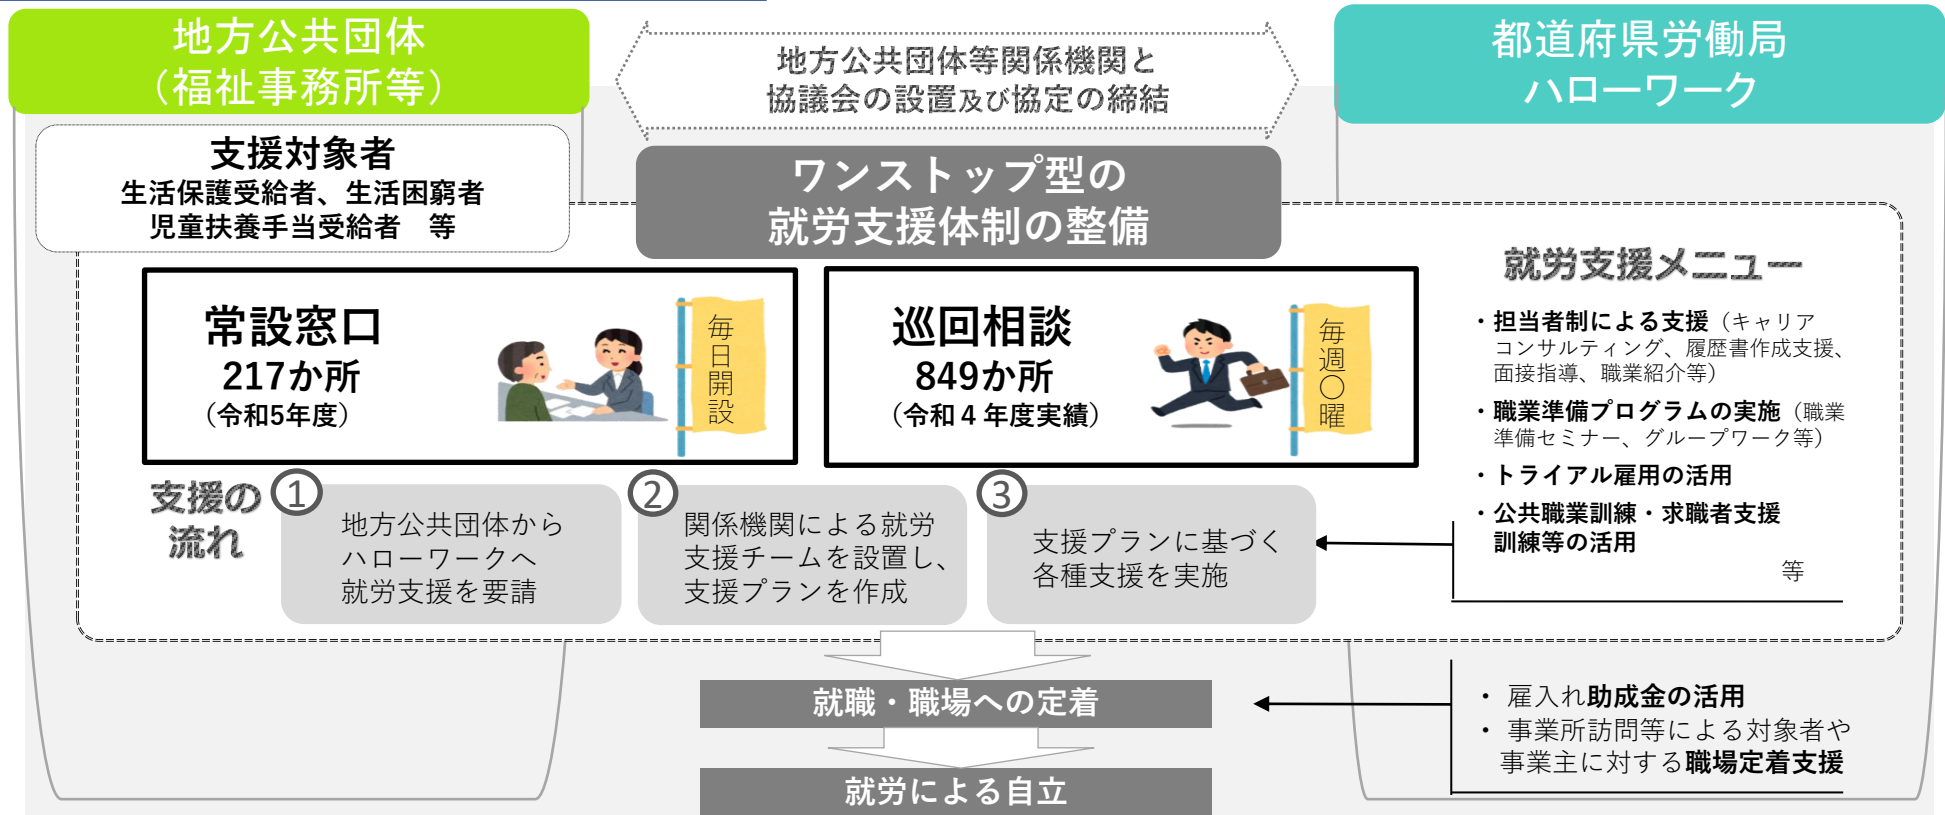 地方公共団体
（福祉事務所等）
地方公共団体等関係機関と
協議会の設置及び協定の締結
都道府県労働局
ハローワーク
支援対象者
生活保護受給者、生活困窮者
児童扶養手当受給者　等
ワンストップ型の
就労支援体制の整備
常設窓口
217か所
（令和5年度）
毎日開設
巡回相談
849か所
（令和４年度実績）
毎週〇曜
就労支援メニュー
・担当者制による支援（キャリア
コンサルティング、履歴書作成支援、
面接指導、職業紹介等）
・職業準備プログラムの実施（職業
準備セミナー、グループワーク等）
・トライアル雇用の活用
・公共職業訓練・求職者支援
訓練等の活用
等
支援の
流れ
①
地方公共団体から
ハローワークへ
就労支援を要請
②
関係機関による就労
支援チームを設置し、
支援プランを作成
③
支援プランに基づく
各種支援を実施
就職・職場への定着
・ 雇入れ助成金の活用
・ 事業所訪問等による対象者や
事業主に対する職場定着支援
就労による自立